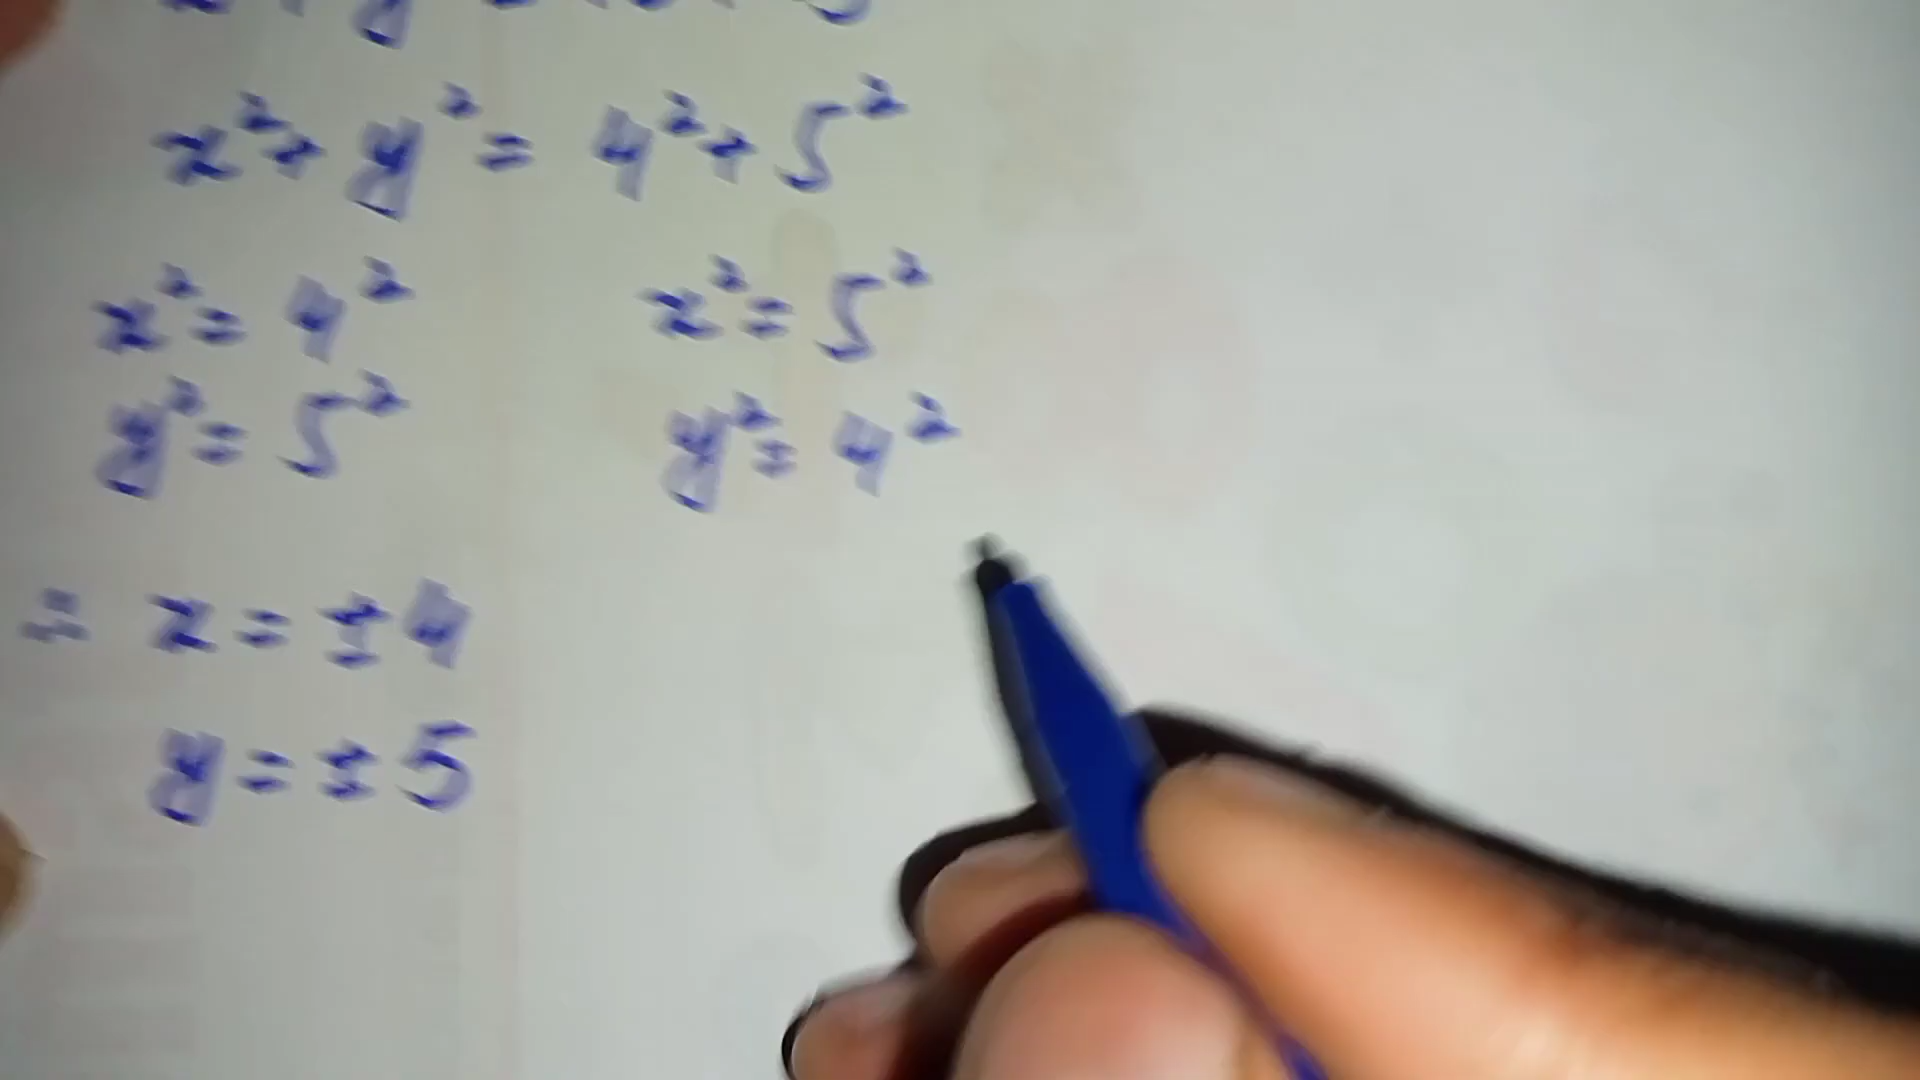 x² + y² = 4² + 5²
x² = 4² x² = 5²
y² = 5² y² = 4²
∴ x = ±4
y = ±5